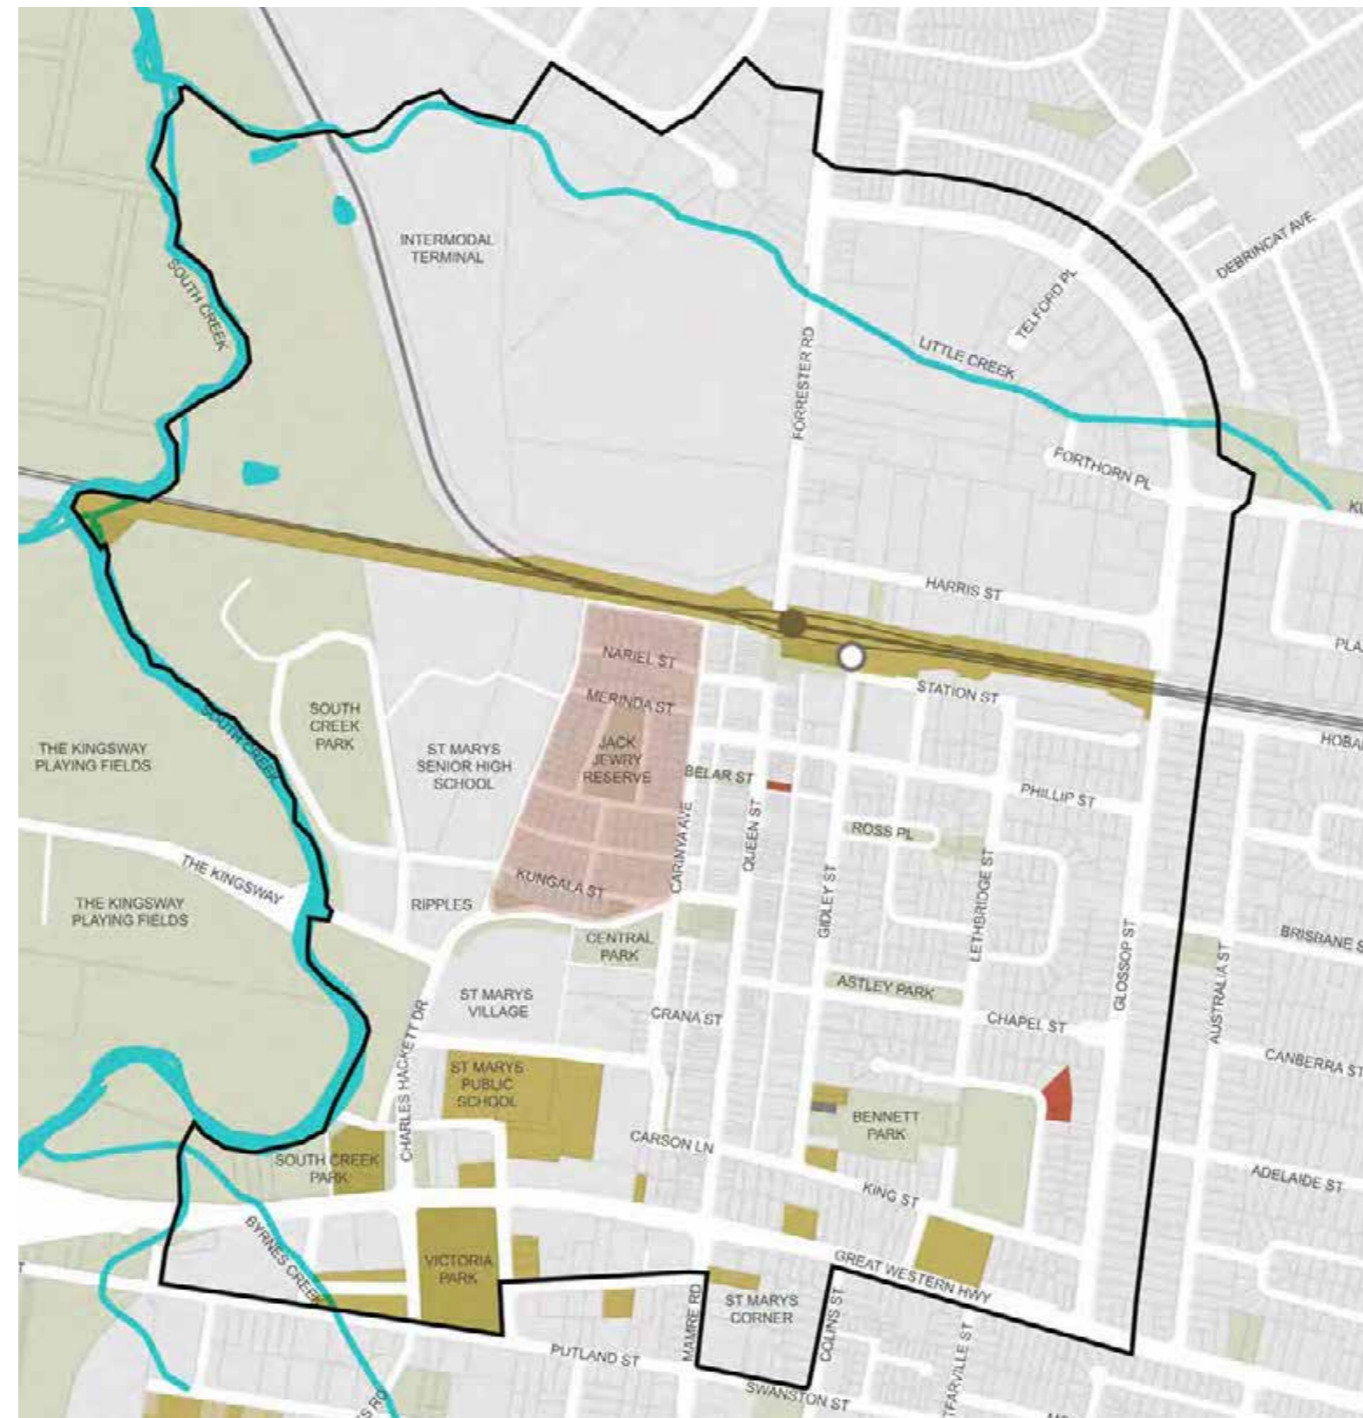 INTERMODAL
TERMINAL
DEBRINCAT AVE
SOUTH CREEK
TELFORD PL
LITTLE CREEK
FORRESTER RD
FORTHORN PL
HARRIS ST
NARIEL ST
STATION ST
MERINDA ST
SOUTH
CREEK
PARK
SOUTH CREEK
THE KINGSWAY
PLAYING FIELDS
ST MARYS
SENIOR HIGH
SCHOOL
JACK
JEWRY
RESERVE
BELAR ST
PHILLIP ST
QUEEN ST
CARINYA AVE
ROSS PL
THE KINGSWAY
KUNGALA ST
GIDLEY ST
LETHBRIDGE ST
THE KINGSWAY
PLAYING FIELDS
RIPPLES
CENTRAL
PARK
BRISBANE S
GLOSSOP ST
AUSTRALIA ST
ST MARYS
VILLAGE
ASTLEY PARK
CRANA ST
CHAPEL ST
CHARLES HACKETT DR
CANBERRA ST
ST MARYS
PUBLIC
SCHOOL
BENNETT
PARK
CARSON LN
SOUTH CREEK
PARK
KING ST
ADELAIDE ST
BYRNES CREEK
VICTORIA
PARK
GREAT WESTERN HWY
MAMRE RD
ST MARYS
CORNER
COLINS ST
PUTLAND ST
SWANSTON ST